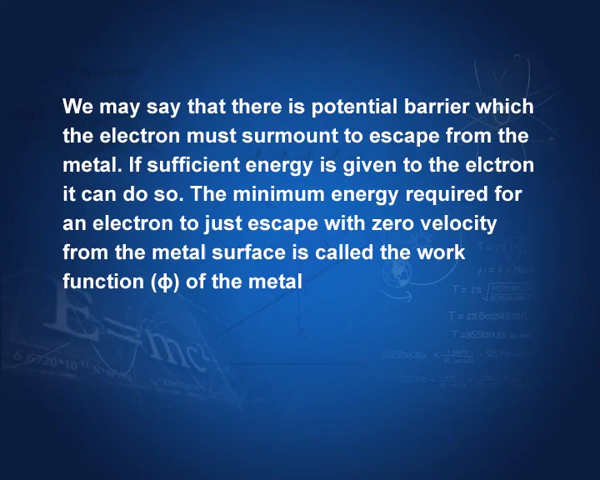 We may say that there is potential barrier which
the electron must surmount to escape from the
metal. If sufficient energy is given to the elctron
it can do so. The minimum energy required for
an electron to just escape with zero velocity
from the metal surface is called the work
function (ϕ) of the metal
E=mc²